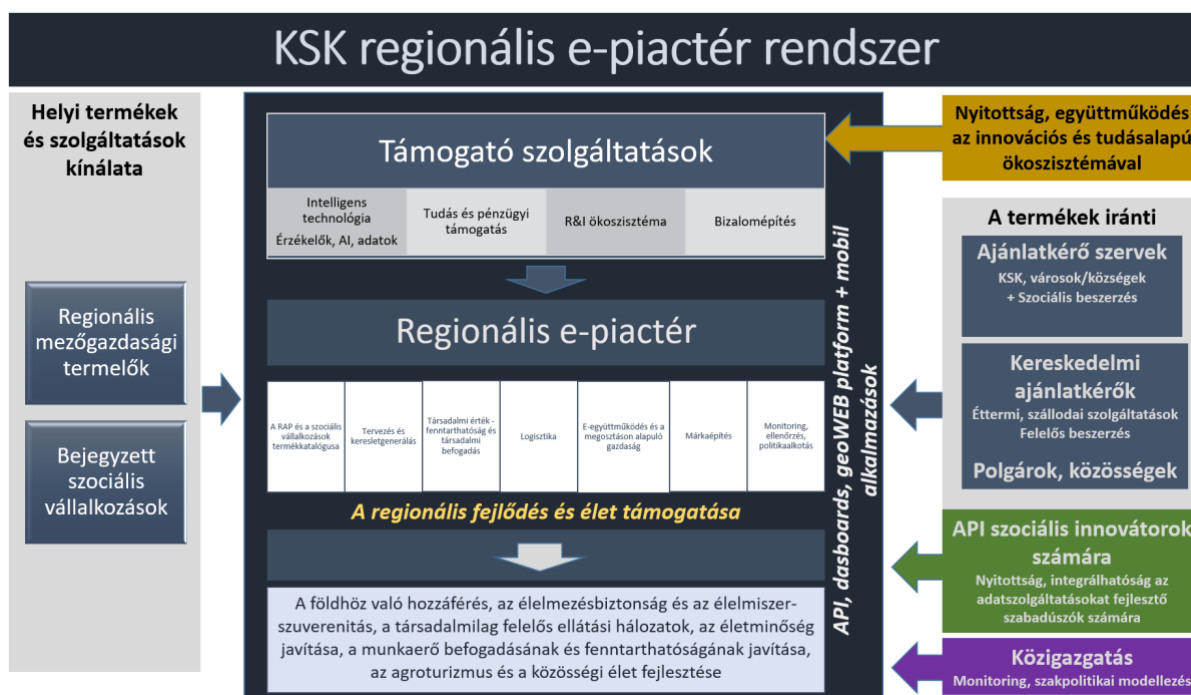 KSK regionális e-piactér rendszer
Helyi termékek
és szolgáltatások
kínálata
Regionális
mezőgazdasági
termelők
Bejegyzett
szociális
vállalkozások
Támogató szolgáltatások
Intelligens
technológia
Érzékelők, AI, adatok
Tudás és pénzügyi
támogatás
R&I ökoszisztéma
Bizalomépítés
Regionális e-piactér
A RAP és a szociális
vállalkozások
termékkatalógusa
Tervezés és
keresletgenerálás
Társadalmi érték -
fenntarthatóság és
társadalmi
befogadás
Logisztika
E-együttműködés és a
megosztáson alapuló
gazdaság
Márkaépítés
Monitoring,
ellenőrzés,
politikaalkotás
A regionális fejlődés és élet támogatása
A földhöz való hozzáférés, az élelmezésbiztonság és az élelmiszer-
szuverenitás, a társadalmilag felelős ellátási hálózatok, az életminőség
javítása, a munkaerő befogadásának és fenntarthatóságának javítása,
az agroturizmus és a közösségi élet fejlesztése
API, dasboards, geoWEB platform + mobil
alkalmazások
Nyitottság, együttműködés
az innovációs és tudásalapú
ökoszisztémával
A termékek iránti
Ajánlatkérő szervek
KSK, városok/községek
+ Szociális beszerzés
Kereskedelmi
ajánlatkérők
Éttermi, szállodai szolgáltatások
Felelős beszerzés
Polgárok, közösségek
API szociális innovátorok
számára
Nyitottság, integrálhatóság az
adatszolgáltatásokat fejlesztő
szabadúszók számára
Közigazgatás
Monitoring, szakpolitikai modellezés